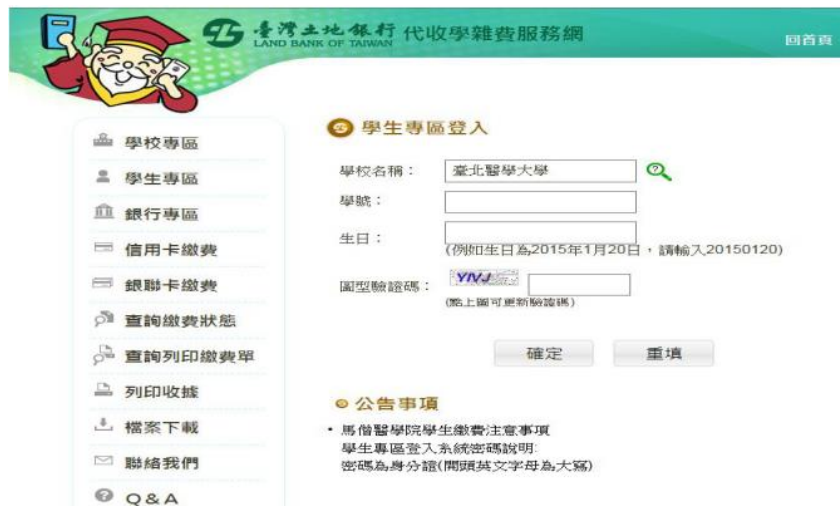 臺灣土地銀行 代收學雜費服務網
LAND BANK OF TAIWAN
回首頁
學校專區
學生專區
銀行專區
信用卡繳費
銀聯卡繳費
查詢繳費狀態
查詢列印繳費單
列印收據
檔案下載
聯絡我們
Q&A
學生專區登入
學校名稱： 臺北醫學大學
學號：
生日：
(例如生日為2015年1月20日，請輸入20150120)
圖型驗證碼： YIVJ
(點上圖可更新驗證碼)
確定 重填
公告事項
• 馬偕醫學院學生繳費注意事項
學生專區登入系統密碼說明:
密碼為身分證(開頭英文字母為大寫)